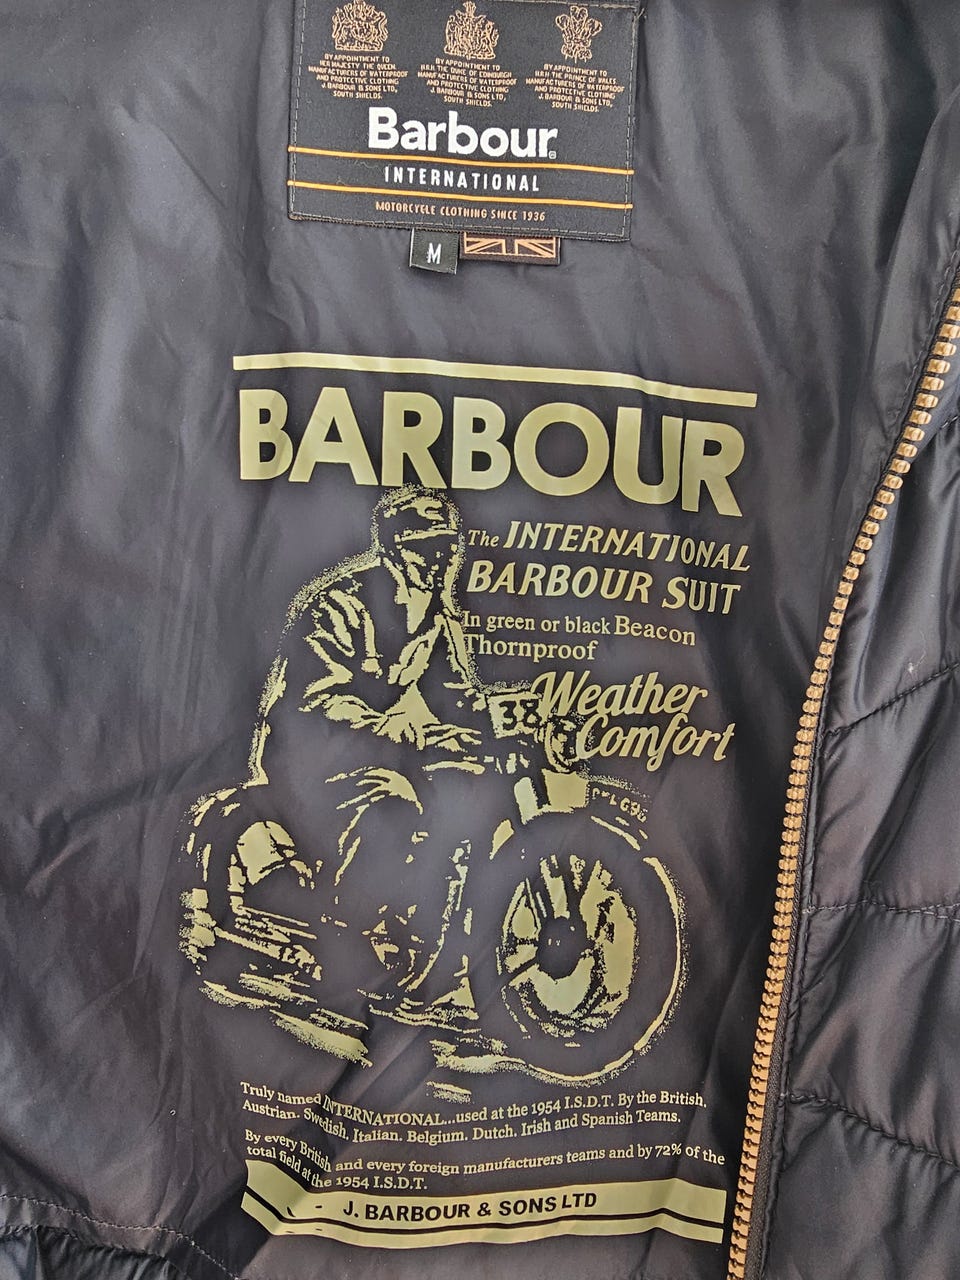 BY APPOINTMENT TO
HER MAJESTY THE QUEEN
MANUFACTURERS OF WATERPROOF
AND PROTECTIVE CLOTHING
J. BARBOUR & SONS LTD,
SOUTH SHIELDS.
BY APPOINTMENT TO
H.R.H. THE DUKE OF EDINBURGH
MANUFACTURERS OF WATERPROOF
AND PROTECTIVE CLOTHING
J. BARBOUR & SONS LTD,
SOUTH SHIELDS.
BY APPOINTMENT TO
H.R.H. THE PRINCE OF WALES
MANUFACTURERS OF WATERPROOF
AND PROTECTIVE CLOTHING
J. BARBOUR & SONS LTD,
SOUTH SHIELDS.
Barbour®
INTERNATIONAL
MOTORCYCLE CLOTHING SINCE 1936
M
BARBOUR
The INTERNATIONAL
BARBOUR SUIT
In green or black Beacon
Thornproof
Weather
Comfort
38
Truly named INTERNATIONAL...used at the 1954 I.S.D.T. By the British,
Austrian. Swedish. Italian. Belgium. Dutch. Irish and Spanish Teams.
By every British and every foreign manufacturers teams and by 72% of the
total field at the 1954 I.S.D.T.
J. BARBOUR & SONS LTD